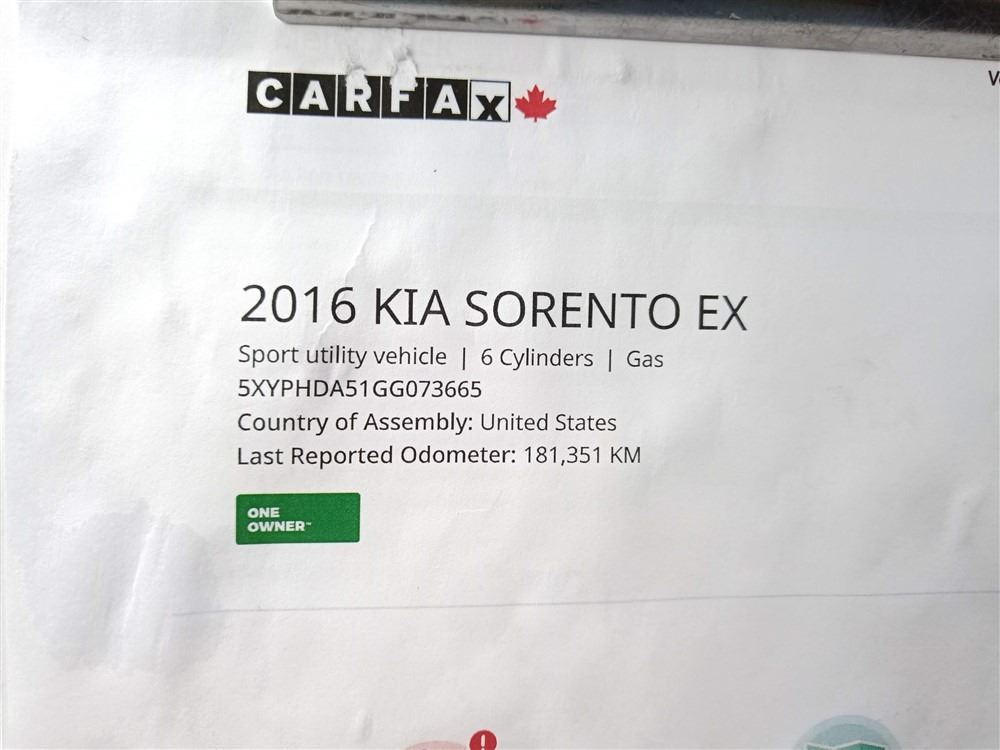 CARFAX
2016 KIA SORENTO EX
Sport utility vehicle | 6 Cylinders | Gas
5XYPHDA51GG073665
Country of Assembly: United States
Last Reported Odometer: 181,351 KM
ONE
OWNER™